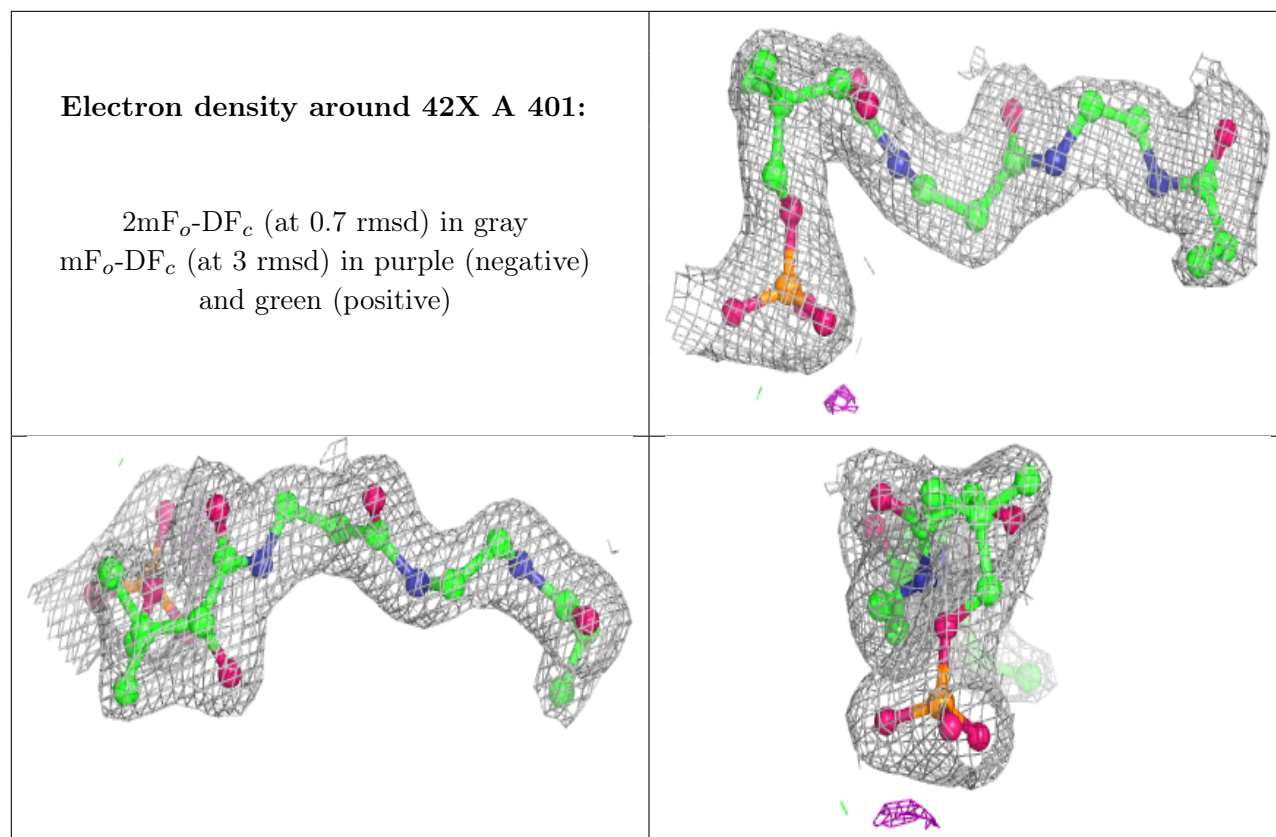 Electron density around 42X A 401:
2mFo-DFc (at 0.7 rmsd) in gray
mFo-DFc (at 3 rmsd) in purple (negative)
and green (positive)